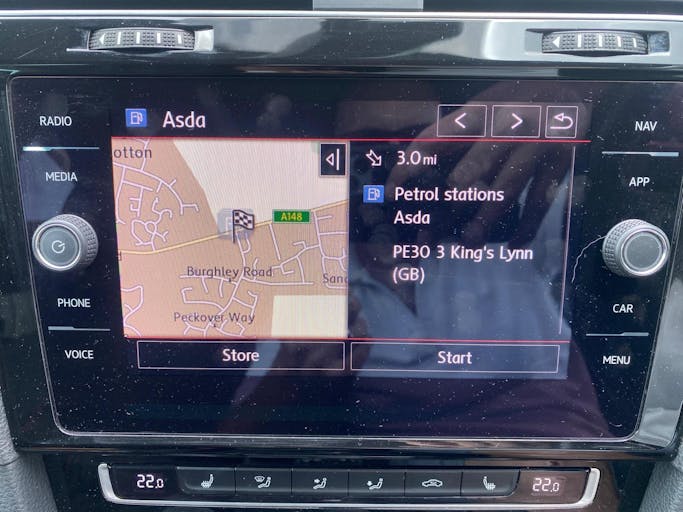 RADIO
MEDIA
PHONE
VOICE
Asda
NAV
APP
CAR
MENU
otton
A148
Burghley Road
Sand
Peckover Way
3.0 mi
Petrol stations
Asda
PE30 3 King's Lynn
(GB)
Store
Start
22.0
22.0